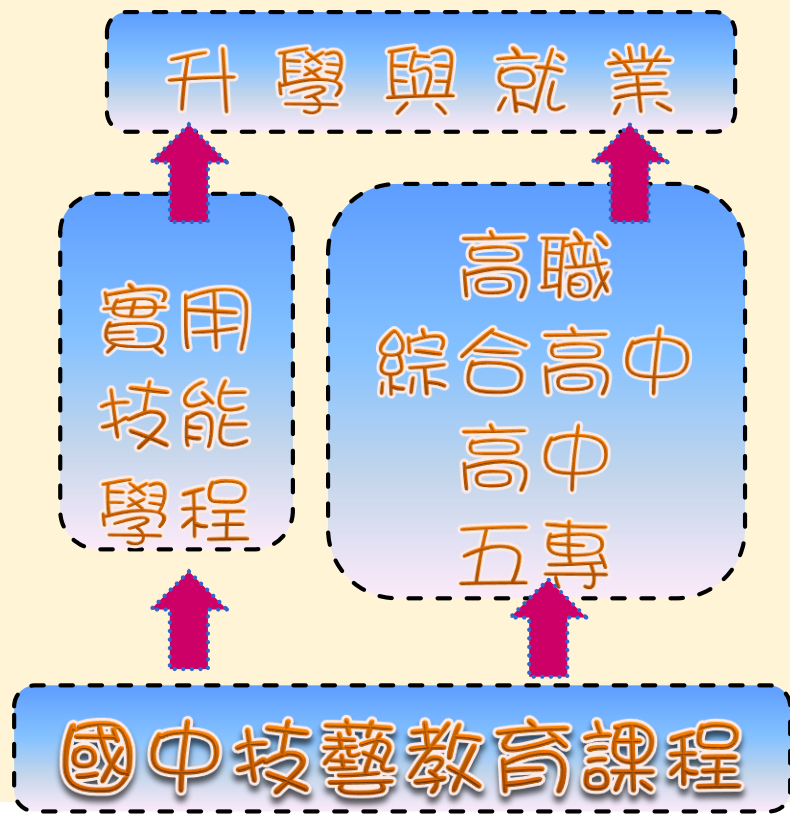 升學與就業
實用
技能
學程
高職
綜合高中
高中
五專
國中技藝教育課程